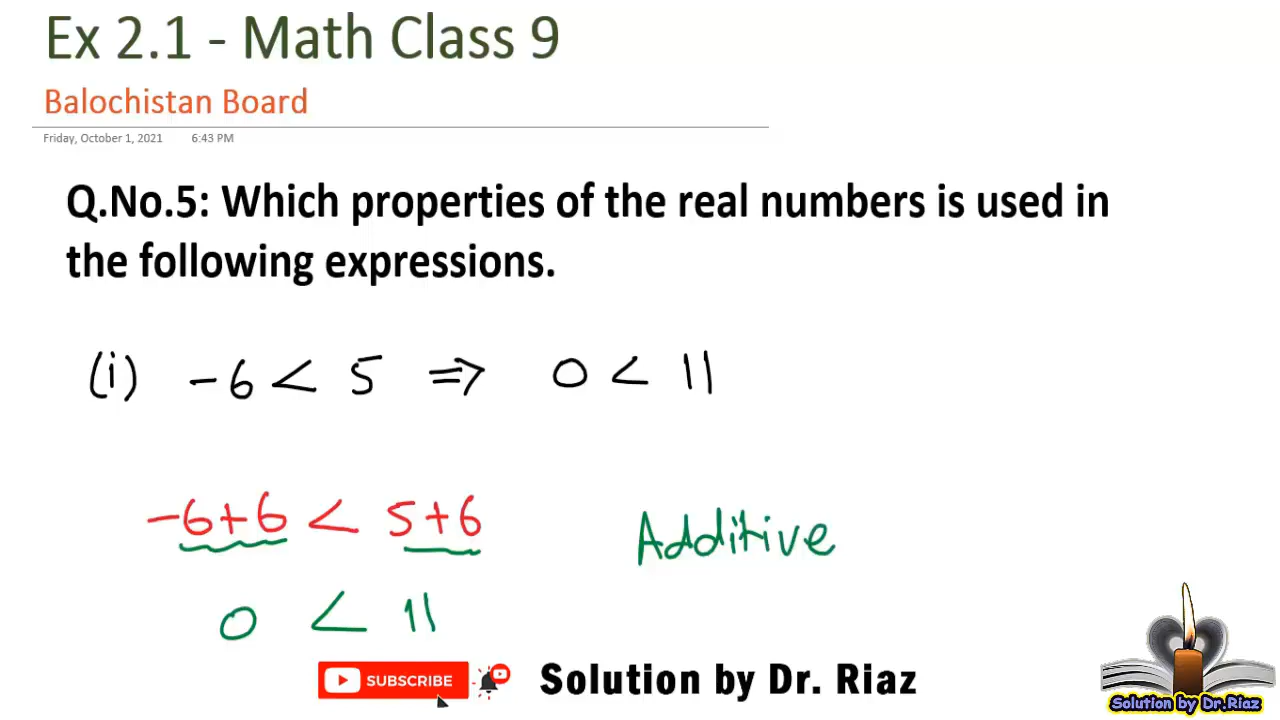 Ex 2.1 - Math Class 9
Balochistan Board
Friday, October 1, 2021 6:43 PM
Q.No.5: Which properties of the real numbers is used in
the following expressions.
(i) -6 < 5 ⇒ 0 < 11
-6+6 < 5+6
Additive
0 < 11
SUBSCRIBE
Solution by Dr. Riaz
Solution by Dr.Riaz